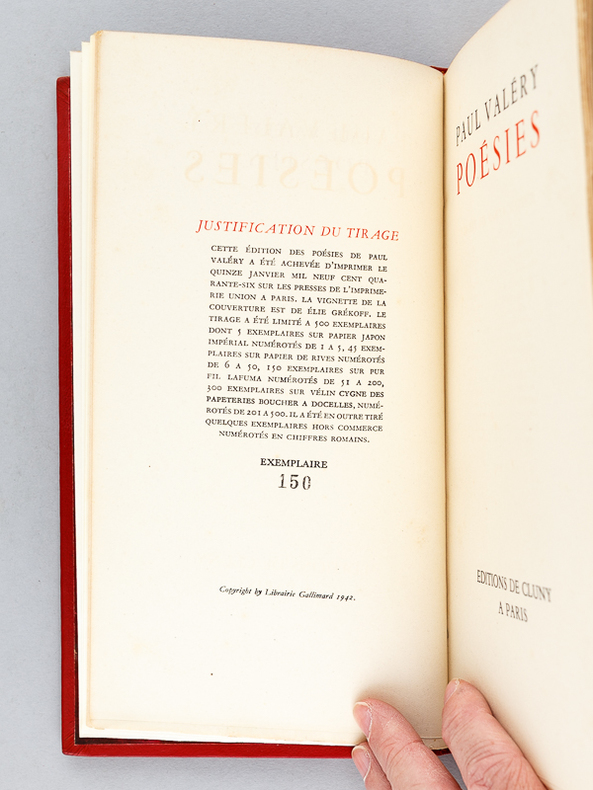 JUSTIFICATION DU TIRAGE
CETTE ÉDITION DES POÉSIES DE PAUL
VALÉRY A ÉTÉ ACHEVÉE D'IMPRIMER LE
QUINZE JANVIER MIL NEUF CENT QUA-
RANTE-SIX SUR LES PRESSES DE L'IMPRIME-
RIE UNION A PARIS. LA VIGNETTE DE LA
COUVERTURE EST DE ÉLIE GRÉKOFF. LE
TIRAGE A ÉTÉ LIMITÉ A 500 EXEMPLAIRES
DONT 5 EXEMPLAIRES SUR PAPIER JAPON
IMPÉRIAL NUMÉROTÉS DE 1 A 5, 45 EXEM-
PLAIRES SUR PAPIER DE RIVES NUMÉROTÉS
DE 6 A 50, 150 EXEMPLAIRES SUR PUR
FIL LAFUMA NUMÉROTÉS DE 51 A 200,
300 EXEMPLAIRES SUR VÉLIN CYGNE DES
PAPETERIES BOUCHER A DOCELLES, NUMÉ-
ROTÉS DE 201 A 500. IL A ÉTÉ EN OUTRE TIRÉ
QUELQUES EXEMPLAIRES HORS COMMERCE
NUMÉROTÉS EN CHIFFRES ROMAINS.
EXEMPLAIRE
150
Copyright by Librairie Gallimard 1942.
PAUL VALÉRY
POÉSIES
EDITIONS DE CLUNY
A PARIS